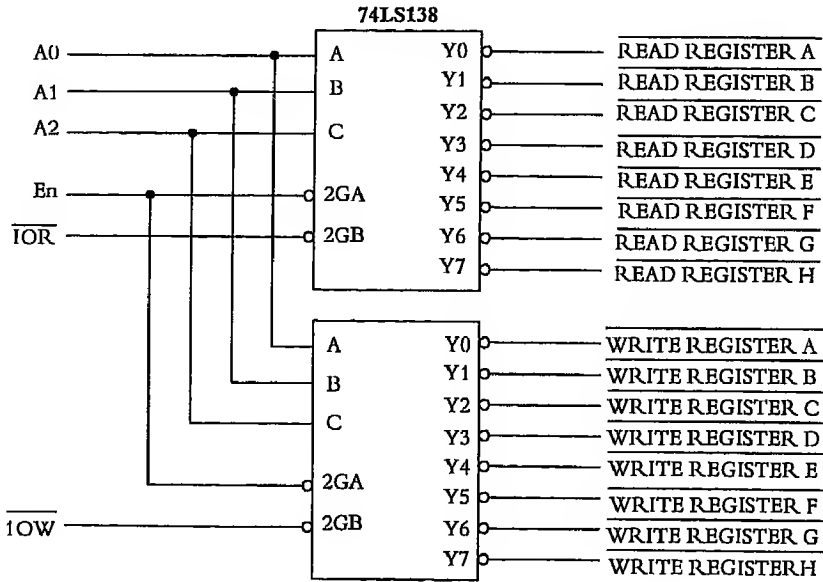 74LS138
A0
A1
A2
En
IOR
A
B
C
2GA
2GB
Y0
Y1
Y2
Y3
Y4
Y5
Y6
Y7
READ REGISTER A
READ REGISTER B
READ REGISTER C
READ REGISTER D
READ REGISTER E
READ REGISTER F
READ REGISTER G
READ REGISTER H
1OW
A
B
C
2GA
2GB
Y0
Y1
Y2
Y3
Y4
Y5
Y6
Y7
WRITE REGISTER A
WRITE REGISTER B
WRITE REGISTER C
WRITE REGISTER D
WRITE REGISTER E
WRITE REGISTER F
WRITE REGISTER G
WRITE REGISTERH